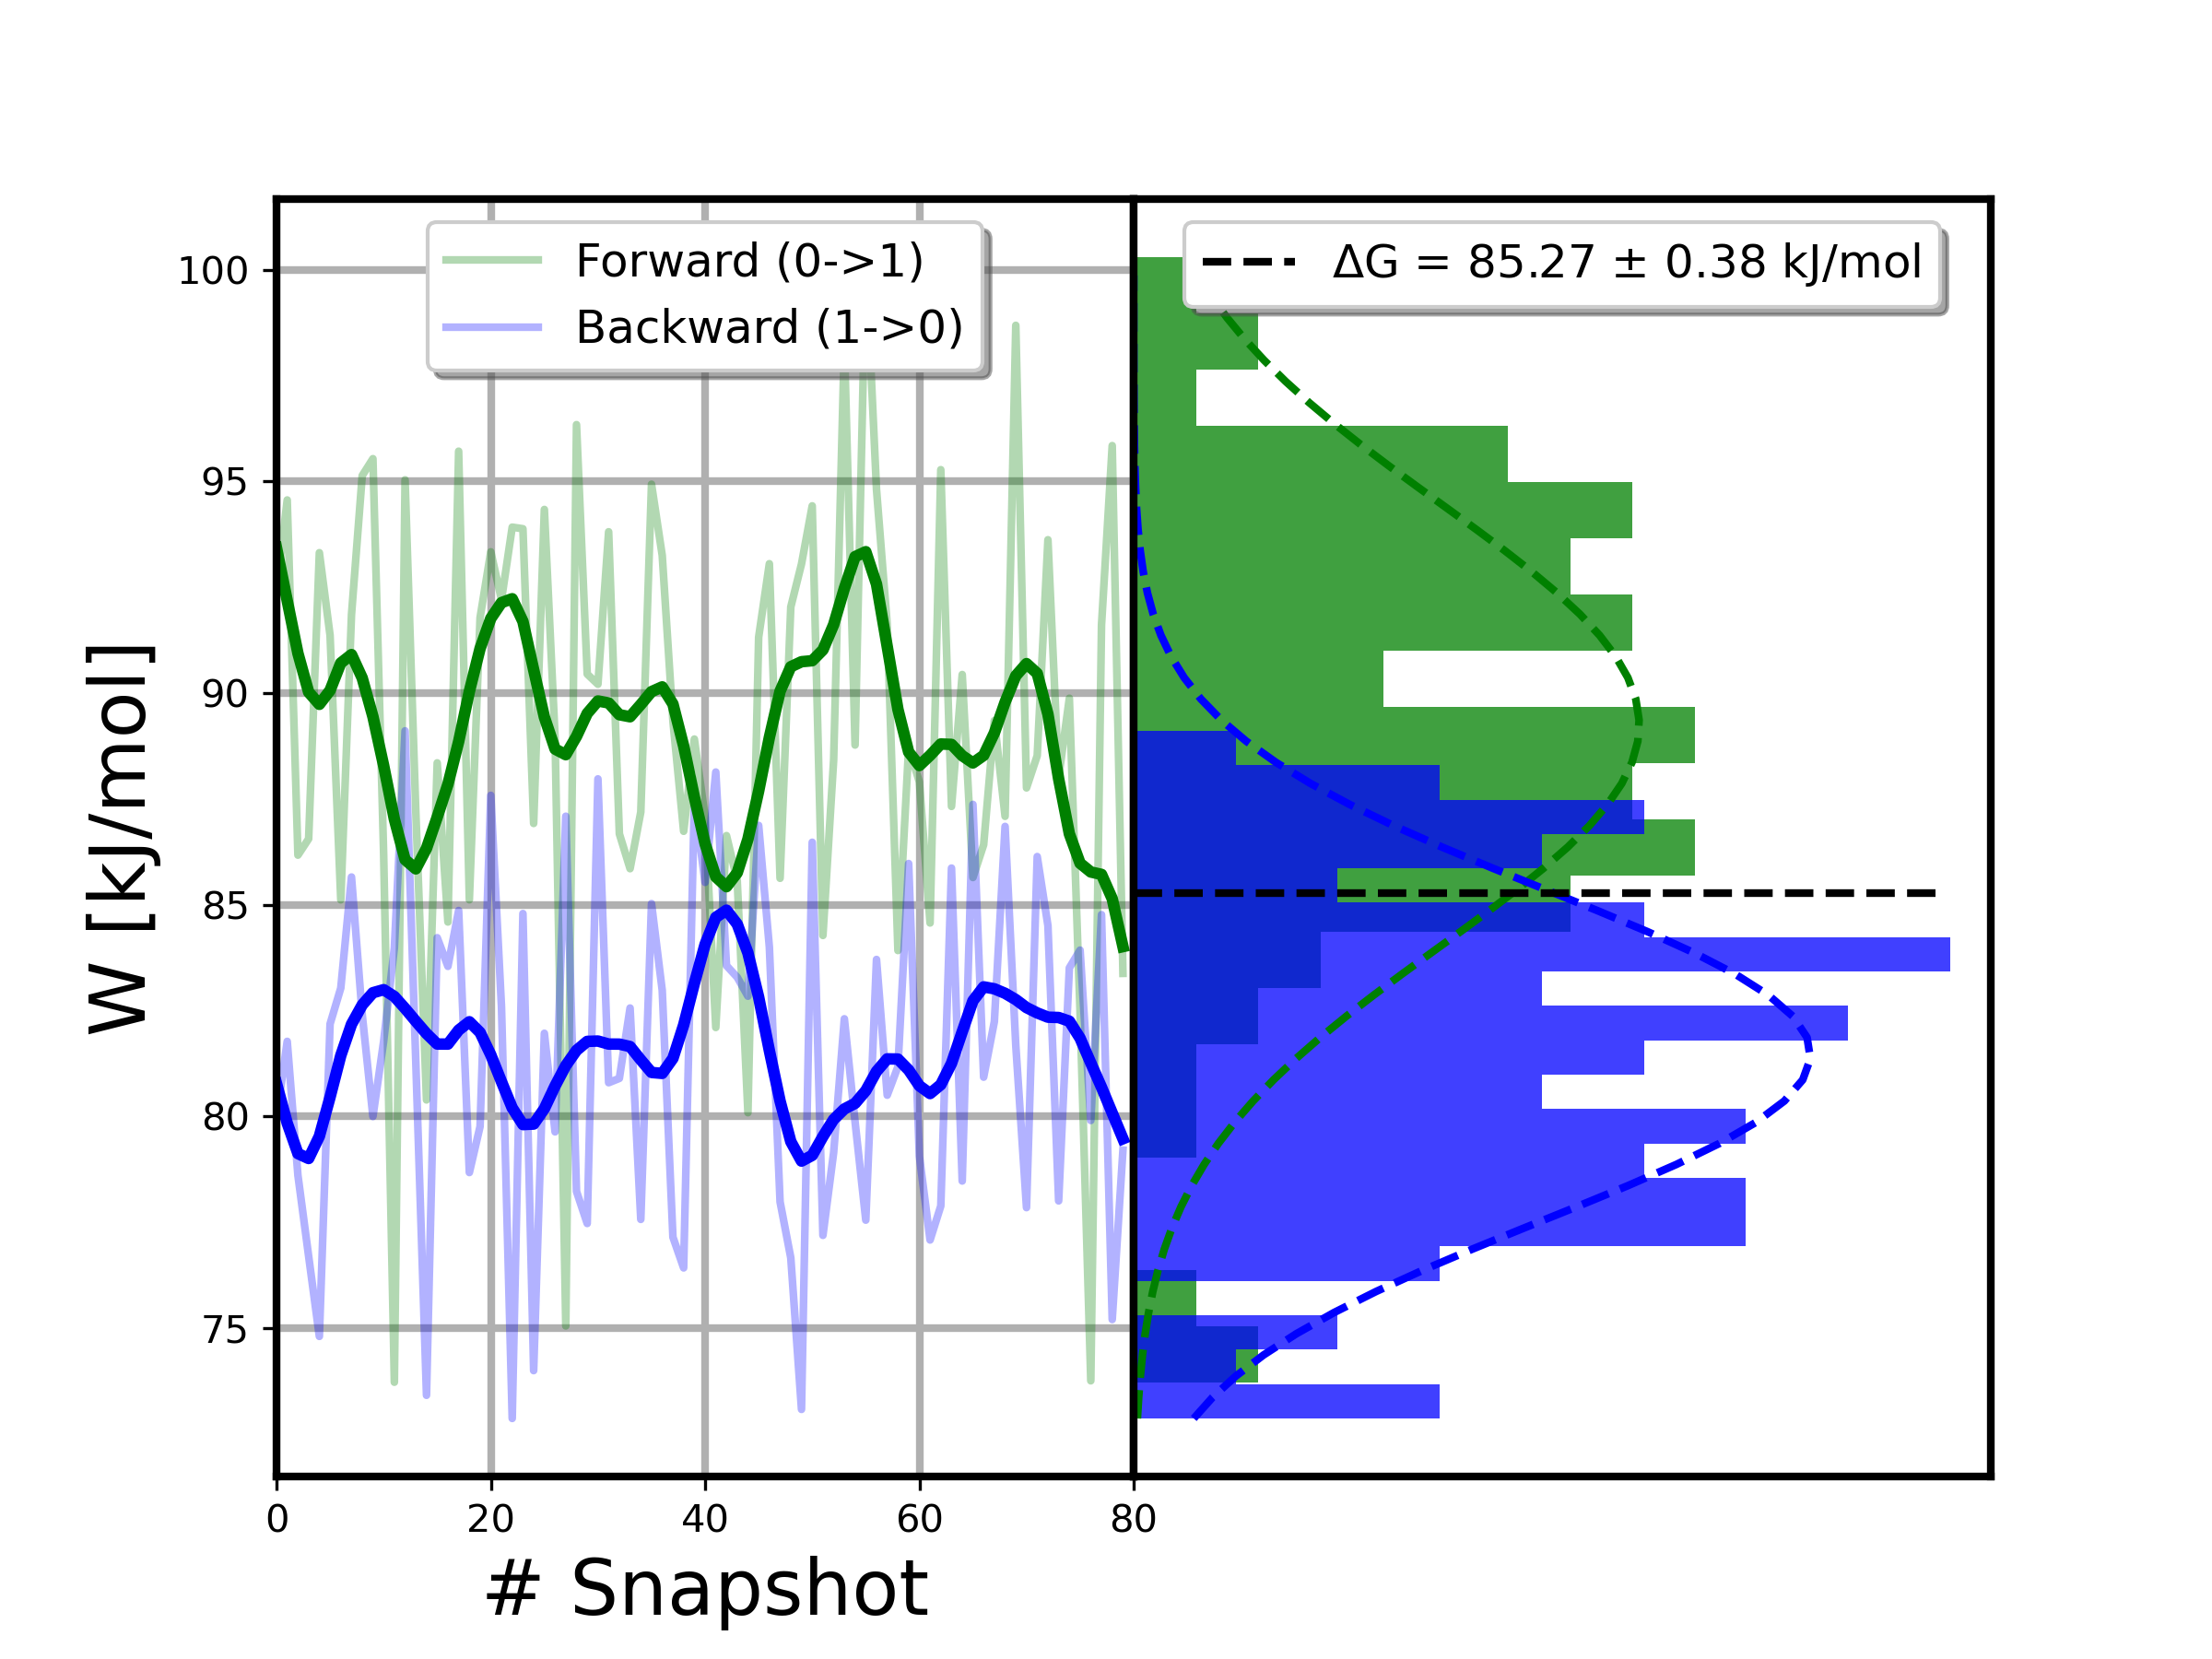 Forward (0->1)
Backward (1->0)
ΔG = 85.27 ± 0.38 kJ/mol
W [kJ/mol]
100
95
90
85
80
75
0
20
40
60
80
# Snapshot